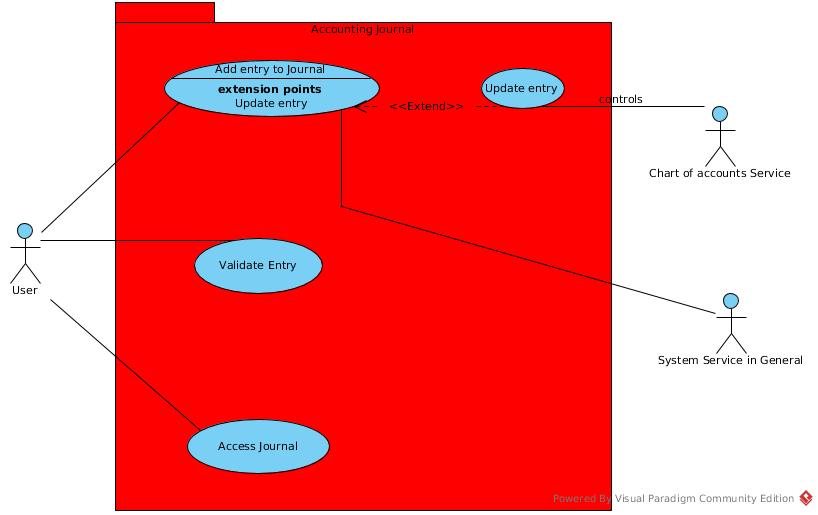 Accounting Journal
Add entry to Journal
extension points
Update entry
Update entry
<<Extend>>
controls
Chart of accounts Service
User
Validate Entry
System Service in General
Access Journal
Powered By Visual Paradigm Community Edition